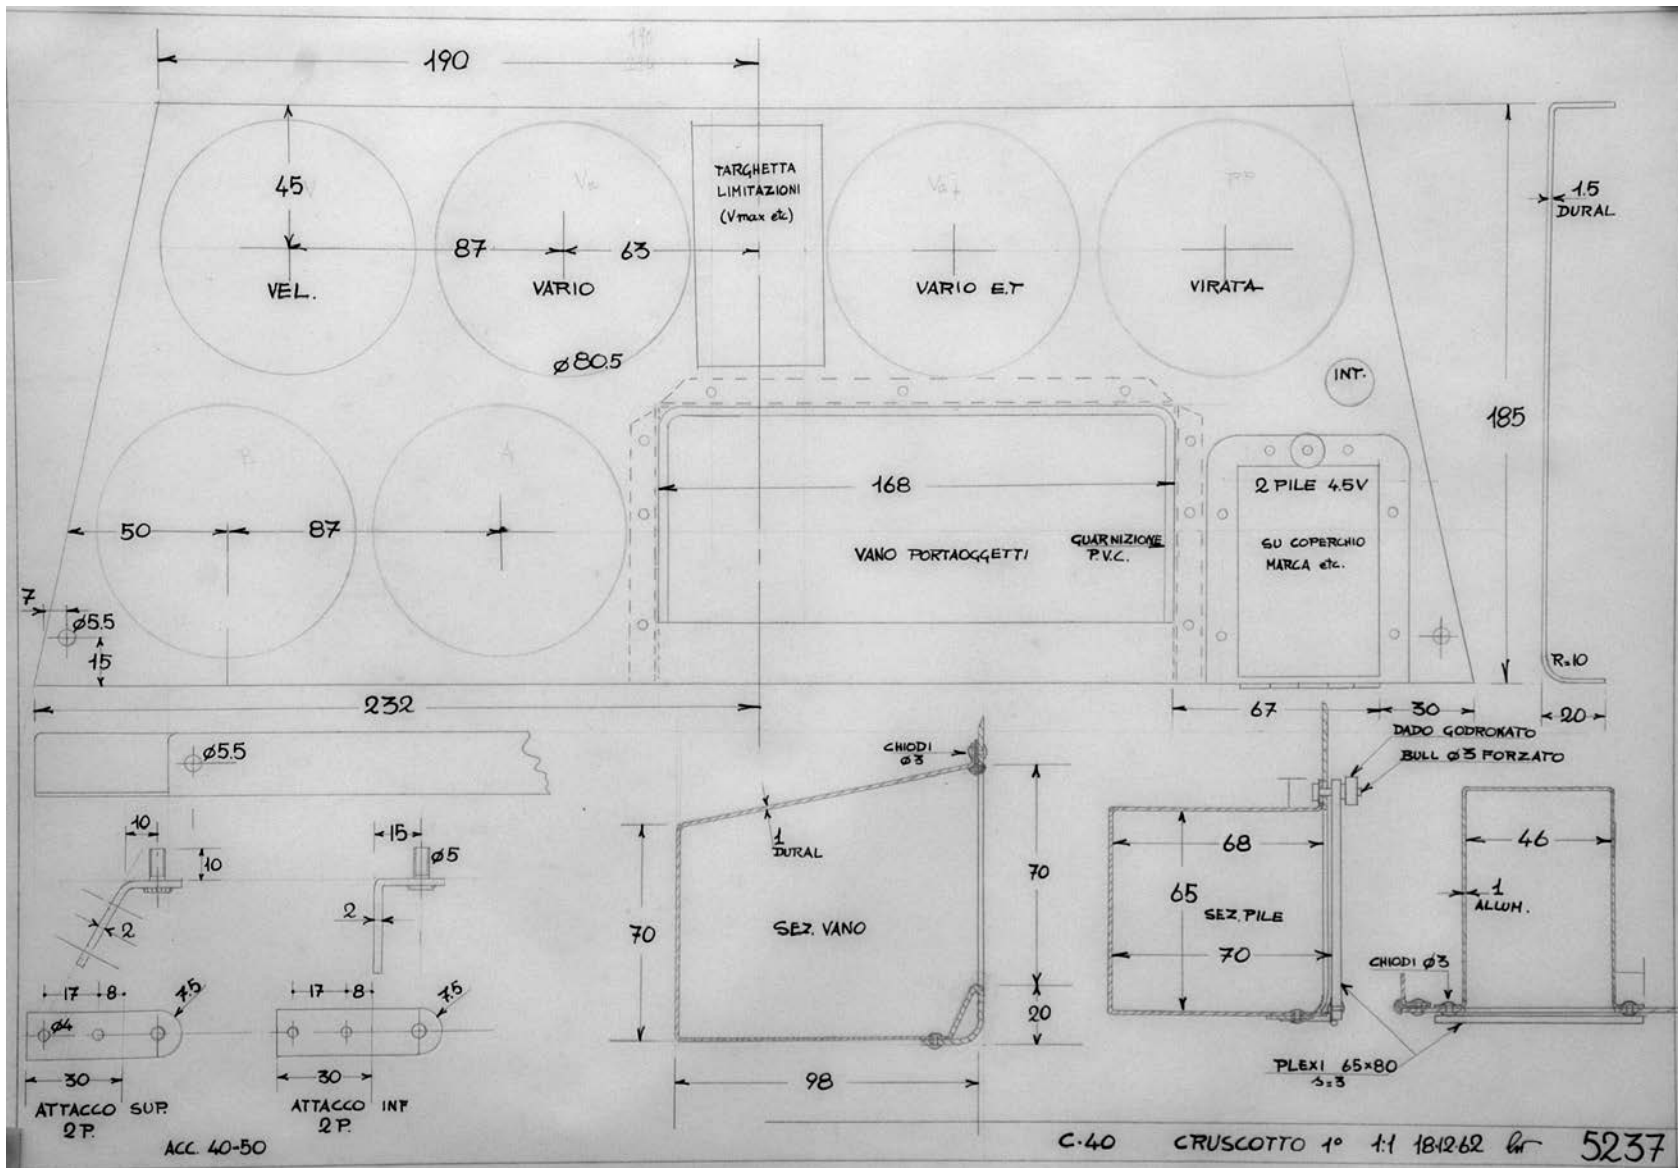 190
45
TARGHETTA
LIMITAZIONI
(Vmax etc)
87
63
VEL.
VARIO
VARIO E.T
VIRATA
Ø80.5
INT.
1.5
DURAL
185
50
87
168
2 PILE 4.5V
VANO PORTAOGGETTI
GUARNIZIONE
P.V.C.
SU COPERCHIO
MARCA etc.
7
Ø5.5
15
R=10
232
67
30
20
Ø5.5
CHIODI
Ø3
DADO GODRONATO
BULL Ø3 FORZATO
10
10
15
Ø5
2
2
1
DURAL
70
70
SEZ. VANO
20
98
68
65
SEZ. PILE
70
46
1
ALLUM.
CHIODI Ø3
PLEXI 65×80
s=3
17
8
7.5
Ø4
30
ATTACCO SUP.
2P.
17
8
7.5
30
ATTACCO INF
2P.
ACC. 40-50
C-40 CRUSCOTTO 1° 1:1 18.12.62 5237